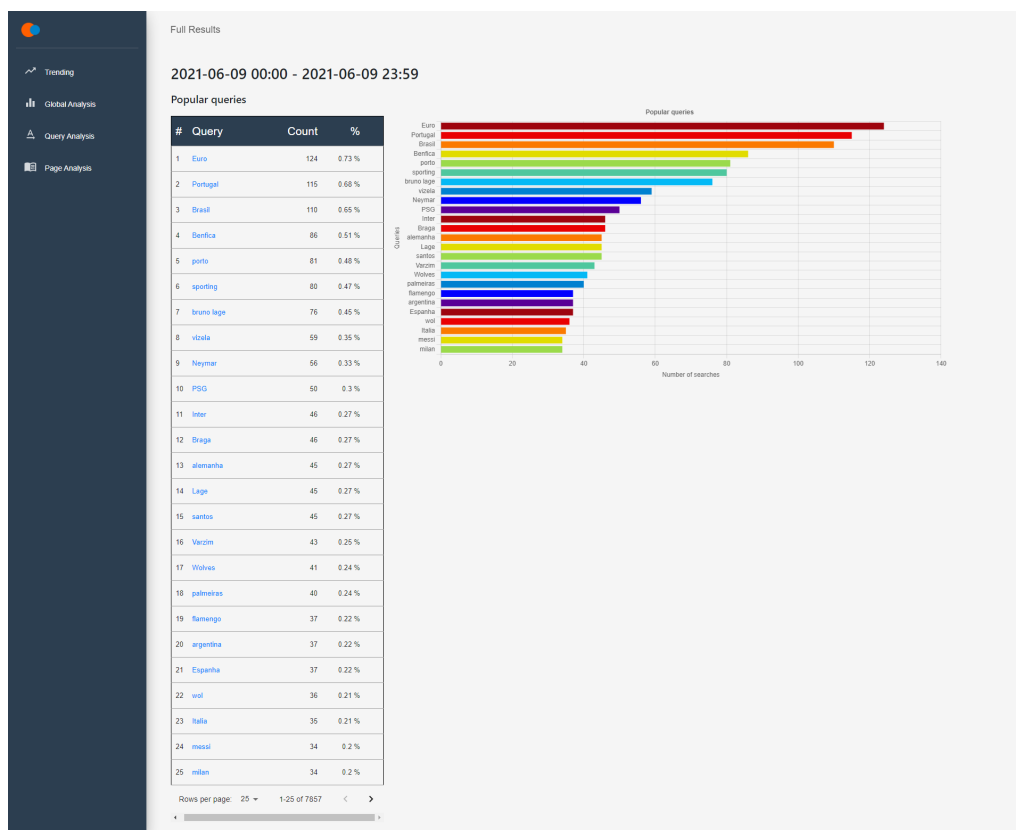 Full Results
Trending
Global Analysis
Query Analysis
Page Analysis
2021-06-09 00:00 - 2021-06-09 23:59
Popular queries
# Query Count %
1 Euro 124 0.73 %
2 Portugal 115 0.68 %
3 Brasil 110 0.65 %
4 Benfica 86 0.51 %
5 porto 81 0.48 %
6 sporting 80 0.47 %
7 bruno lage 76 0.45 %
8 vizela 59 0.35 %
9 Neymar 56 0.33 %
10 PSG 50 0.3 %
11 Inter 46 0.27 %
12 Braga 46 0.27 %
13 alemanha 45 0.27 %
14 Lage 45 0.27 %
15 santos 45 0.27 %
16 Varzim 43 0.25 %
17 Wolves 41 0.24 %
18 palmeiras 40 0.24 %
19 flamengo 37 0.22 %
20 argentina 37 0.22 %
21 Espanha 37 0.22 %
22 wol 36 0.21 %
23 Italia 35 0.21 %
24 messi 34 0.2 %
25 milan 34 0.2 %
Rows per page: 25 1-25 of 7857
Popular queries
Queries
Euro
Portugal
Brasil
Benfica
porto
sporting
bruno lage
vizela
Neymar
PSG
Inter
Braga
alemanha
Lage
santos
Varzim
Wolves
palmeiras
flamengo
argentina
Espanha
wol
Italia
messi
milan
0 20 40 60 80 100 120 140
Number of searches